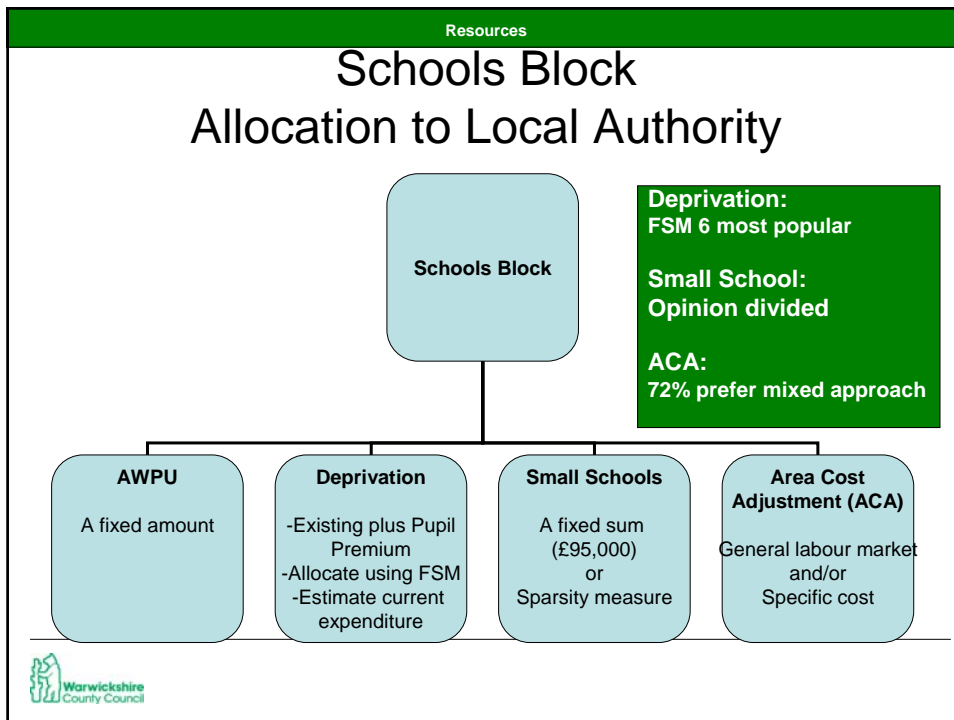 Resources
Schools Block
Allocation to Local Authority
Schools Block
Deprivation:
FSM 6 most popular
Small School:
Opinion divided
ACA:
72% prefer mixed approach
AWPU
A fixed amount
Deprivation
-Existing plus Pupil
Premium
-Allocate using FSM
-Estimate current
expenditure
Small Schools
A fixed sum
(£95,000)
or
Sparsity measure
Area Cost
Adjustment (ACA)
General labour market
and/or
Specific cost
Warwickshire
County Council